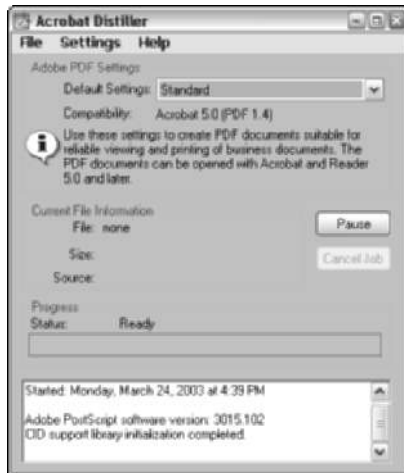 Acrobat Distiller
File Settings Help
Adobe PDF Settings
Default Settings: Standard
Compatibility: Acrobat 5.0 (PDF 1.4)
Use these settings to create PDF documents suitable for
reliable viewing and printing of business documents. The
PDF documents can be opened with Acrobat and Reader
5.0 and later.
Current File Information
File: none
Pause
Size:
Cancel Job
Source:
Progress
Status: Ready
Started: Monday, March 24, 2003 at 4:39 PM
Adobe PostScript software version: 3015.102
CID support library initialization completed.